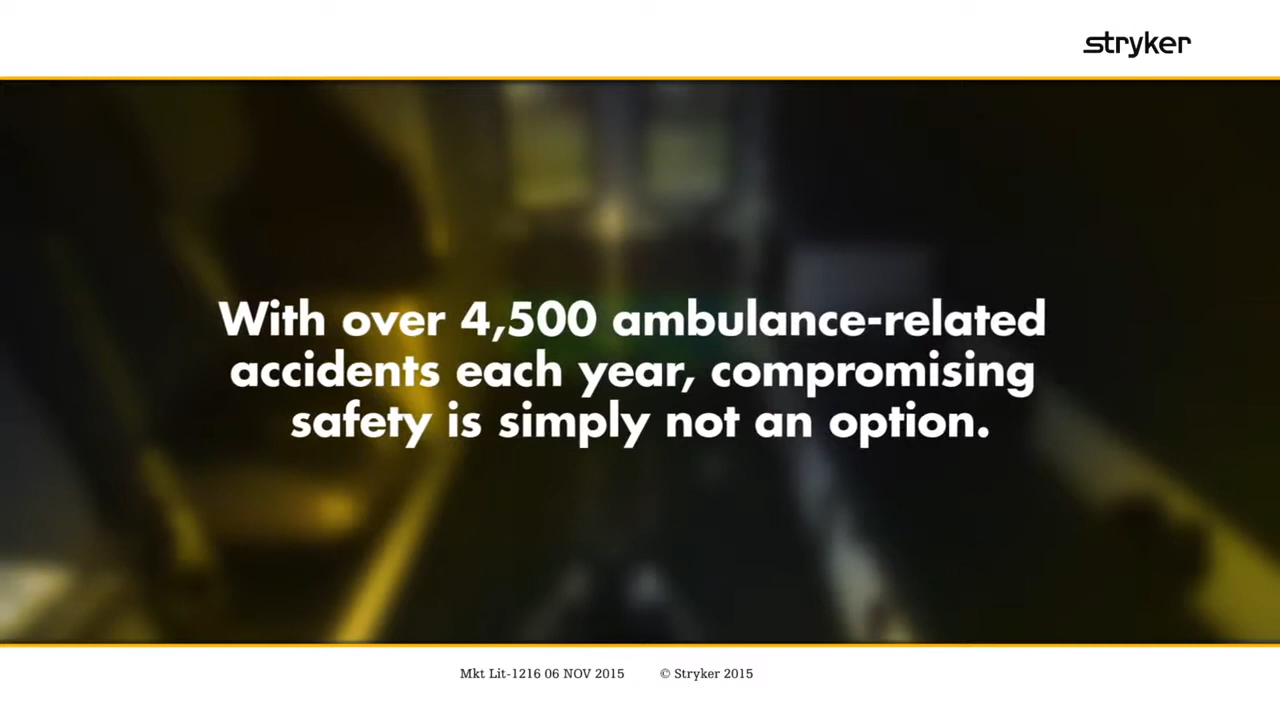 stryker
With over 4,500 ambulance-related
accidents each year, compromising
safety is simply not an option.
Mkt Lit-1216 06 NOV 2015 © Stryker 2015